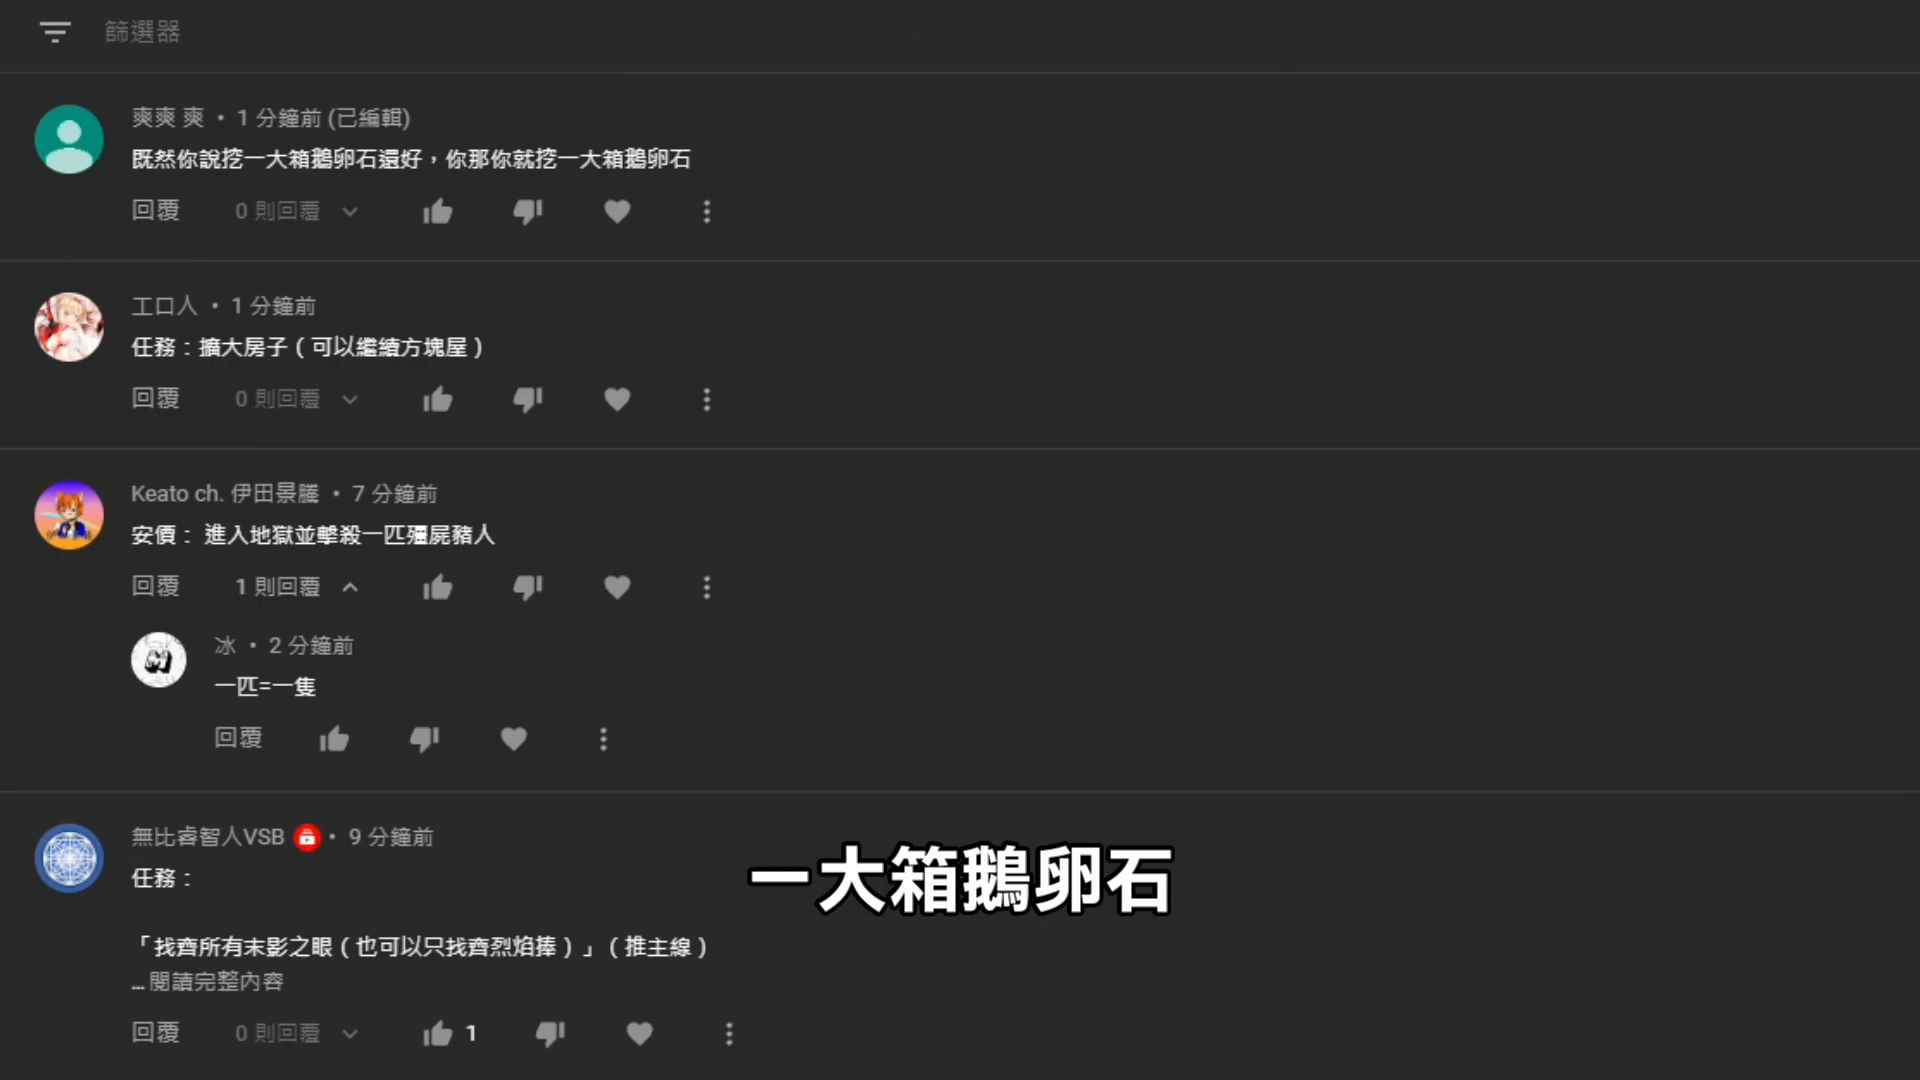 篩選器
爽爽 爽 • 1 分鐘前 (已編輯)
既然你說挖一大箱鵝卵石還好，你那你就挖一大箱鵝卵石
回覆 0 則回覆
工口人 • 1 分鐘前
任務：擴大房子（可以繼續方塊屋）
回覆 0 則回覆
Keato ch. 伊田景騰 • 7 分鐘前
安價： 進入地獄並擊殺一匹殭屍豬人
回覆 1 則回覆
冰 • 2 分鐘前
一匹=一隻
回覆
無比睿智人VSB • 9 分鐘前
任務：
一大箱鵝卵石
「找齊所有末影之眼（也可以只找齊烈焰捧）」（推主線）
... 閱讀完整內容
回覆 0 則回覆 1